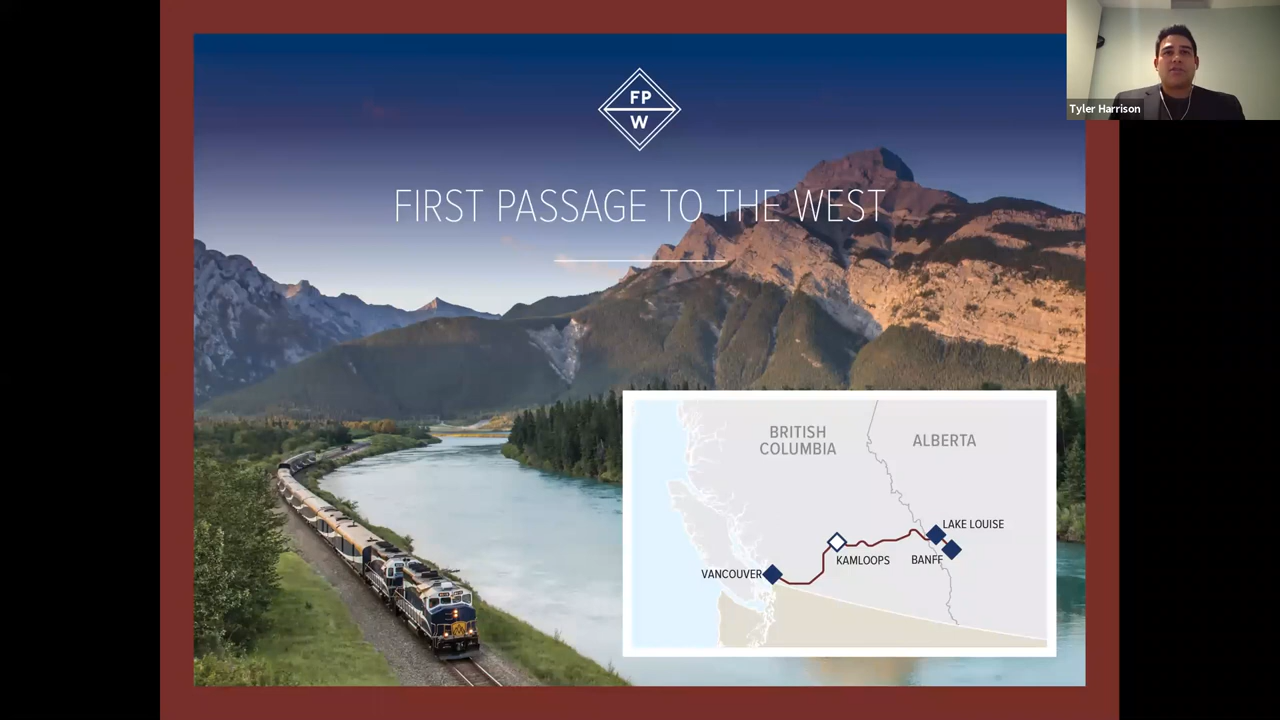 FP
W
FIRST PASSAGE TO THE WEST
Tyler Harrison
BRITISH
COLUMBIA
ALBERTA
LAKE LOUISE
BANFF
KAMLOOPS
VANCOUVER